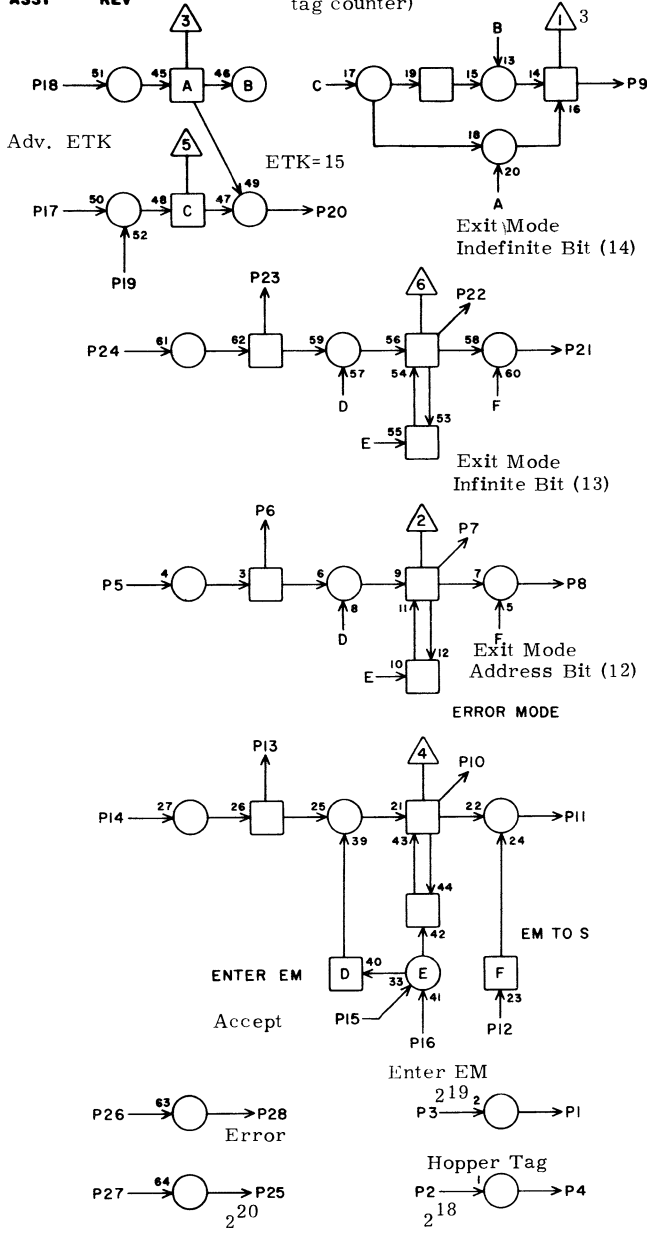 ASSY REV
tag counter)
3 1 3
B
P18 51 45 A 46 B C 17 19 15 13 14 P9
16
Adv. ETK 5 18
ETK=15 20
49 A
P17 50 48 C 47 P20
52 Exit Mode
Indefinite Bit (14)
P19
P23 6 P22
P24 61 62 59 56 58 P21
57 54 60
D 53 F
E 55
Exit Mode
Infinite Bit (13)
P6 2 P7
P5 4 3 6 9 7 P8
8 11 5
D 12 F
E 10 Exit Mode
Address Bit (12)
ERROR MODE
P13 4 P10
P14 27 26 25 21 22 P11
39 43 24
44
42 EM TO S
ENTER EM D 40 E F
33 41 23
Accept P15 P12
P16
Enter EM
2^19
P26 63 P28 P3 2 P1
Error
Hopper Tag
P27 64 P25 P2 1 P4
2^20 2^18